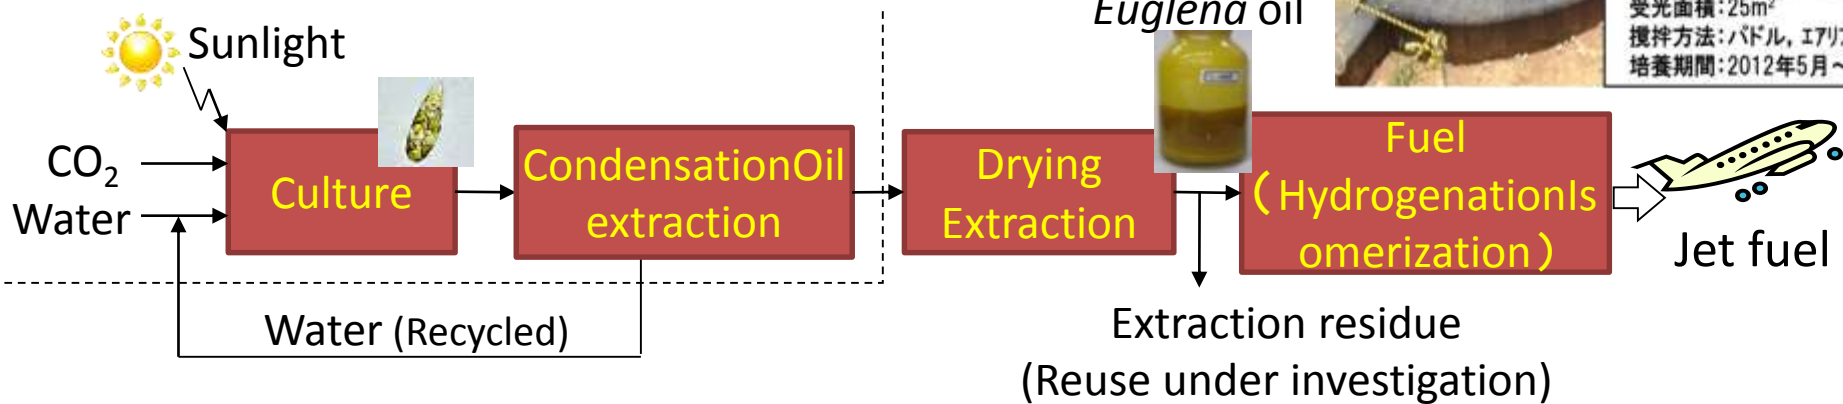 Sunlight
CO₂
Water
Culture
CondensationOil
extraction
Water (Recycled)
Euglena oil
Drying
Extraction
Fuel
（HydrogenationIs
omerization）
Extraction residue
(Reuse under investigation)
Jet fuel
受光面積：25m²
撹拌方法：パドル，エアリフ
培養期間：2012年5月～